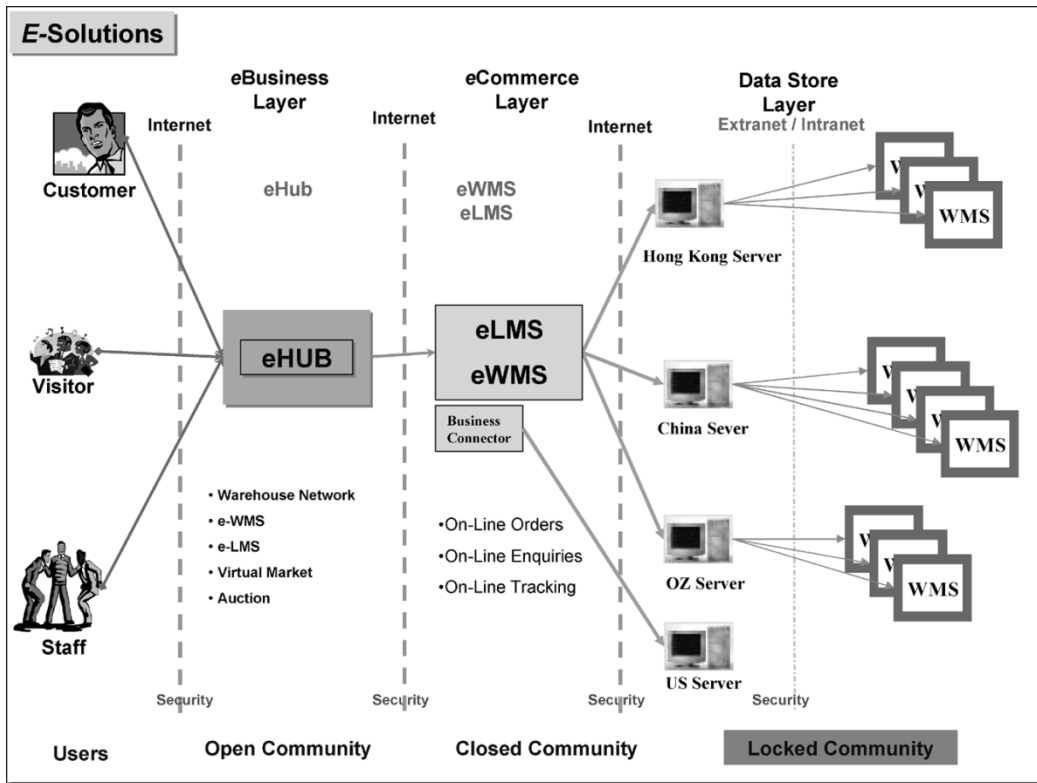 E-Solutions
eBusiness
Layer
eCommerce
Layer
Data Store
Layer
Internet
Internet
Internet
Extranet / Intranet
Customer
eHub
eWMS
eLMS
W
W
WMS
Hong Kong Server
Visitor
eHUB
eLMS
eWMS
Business
Connector
W
W
W
WMS
China Sever
• Warehouse Network
• e-WMS
• e-LMS
• Virtual Market
• Auction
•On-Line Orders
•On-Line Enquiries
•On-Line Tracking
W
W
WMS
OZ Server
Staff
US Server
Security
Security
Security
Security
Users
Open Community
Closed Community
Locked Community